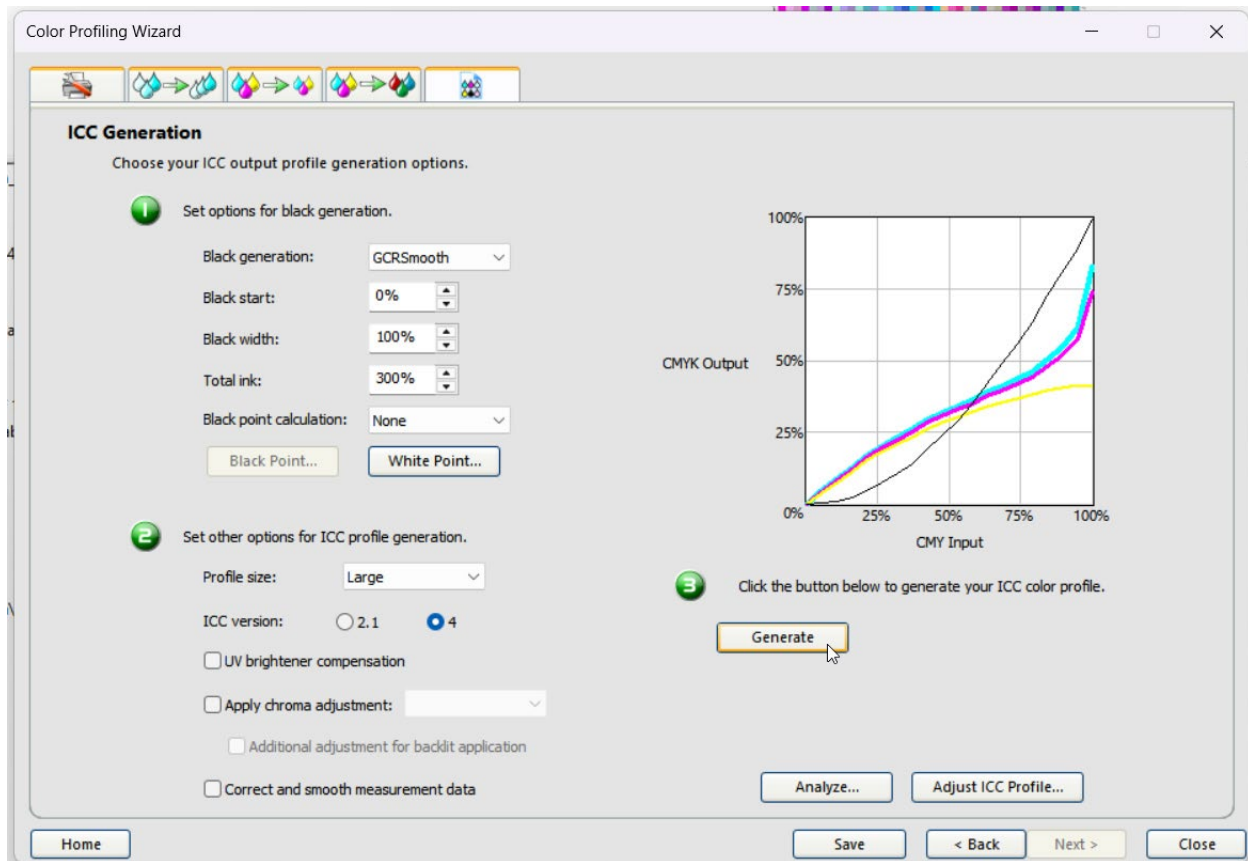 Color Profiling Wizard
ICC Generation
Choose your ICC output profile generation options.
1 Set options for black generation.
Black generation: GCRSmooth
Black start: 0%
Black width: 100%
Total ink: 300%
Black point calculation: None
Black Point... White Point...
2 Set other options for ICC profile generation.
Profile size: Large
ICC version: 2.1 4
UV brightener compensation
Apply chroma adjustment:
Additional adjustment for backlit application
Correct and smooth measurement data
100%
75%
CMYK Output 50%
25%
0% 25% 50% 75% 100%
CMY Input
3 Click the button below to generate your ICC color profile.
Generate
Analyze... Adjust ICC Profile...
Home Save < Back Next > Close